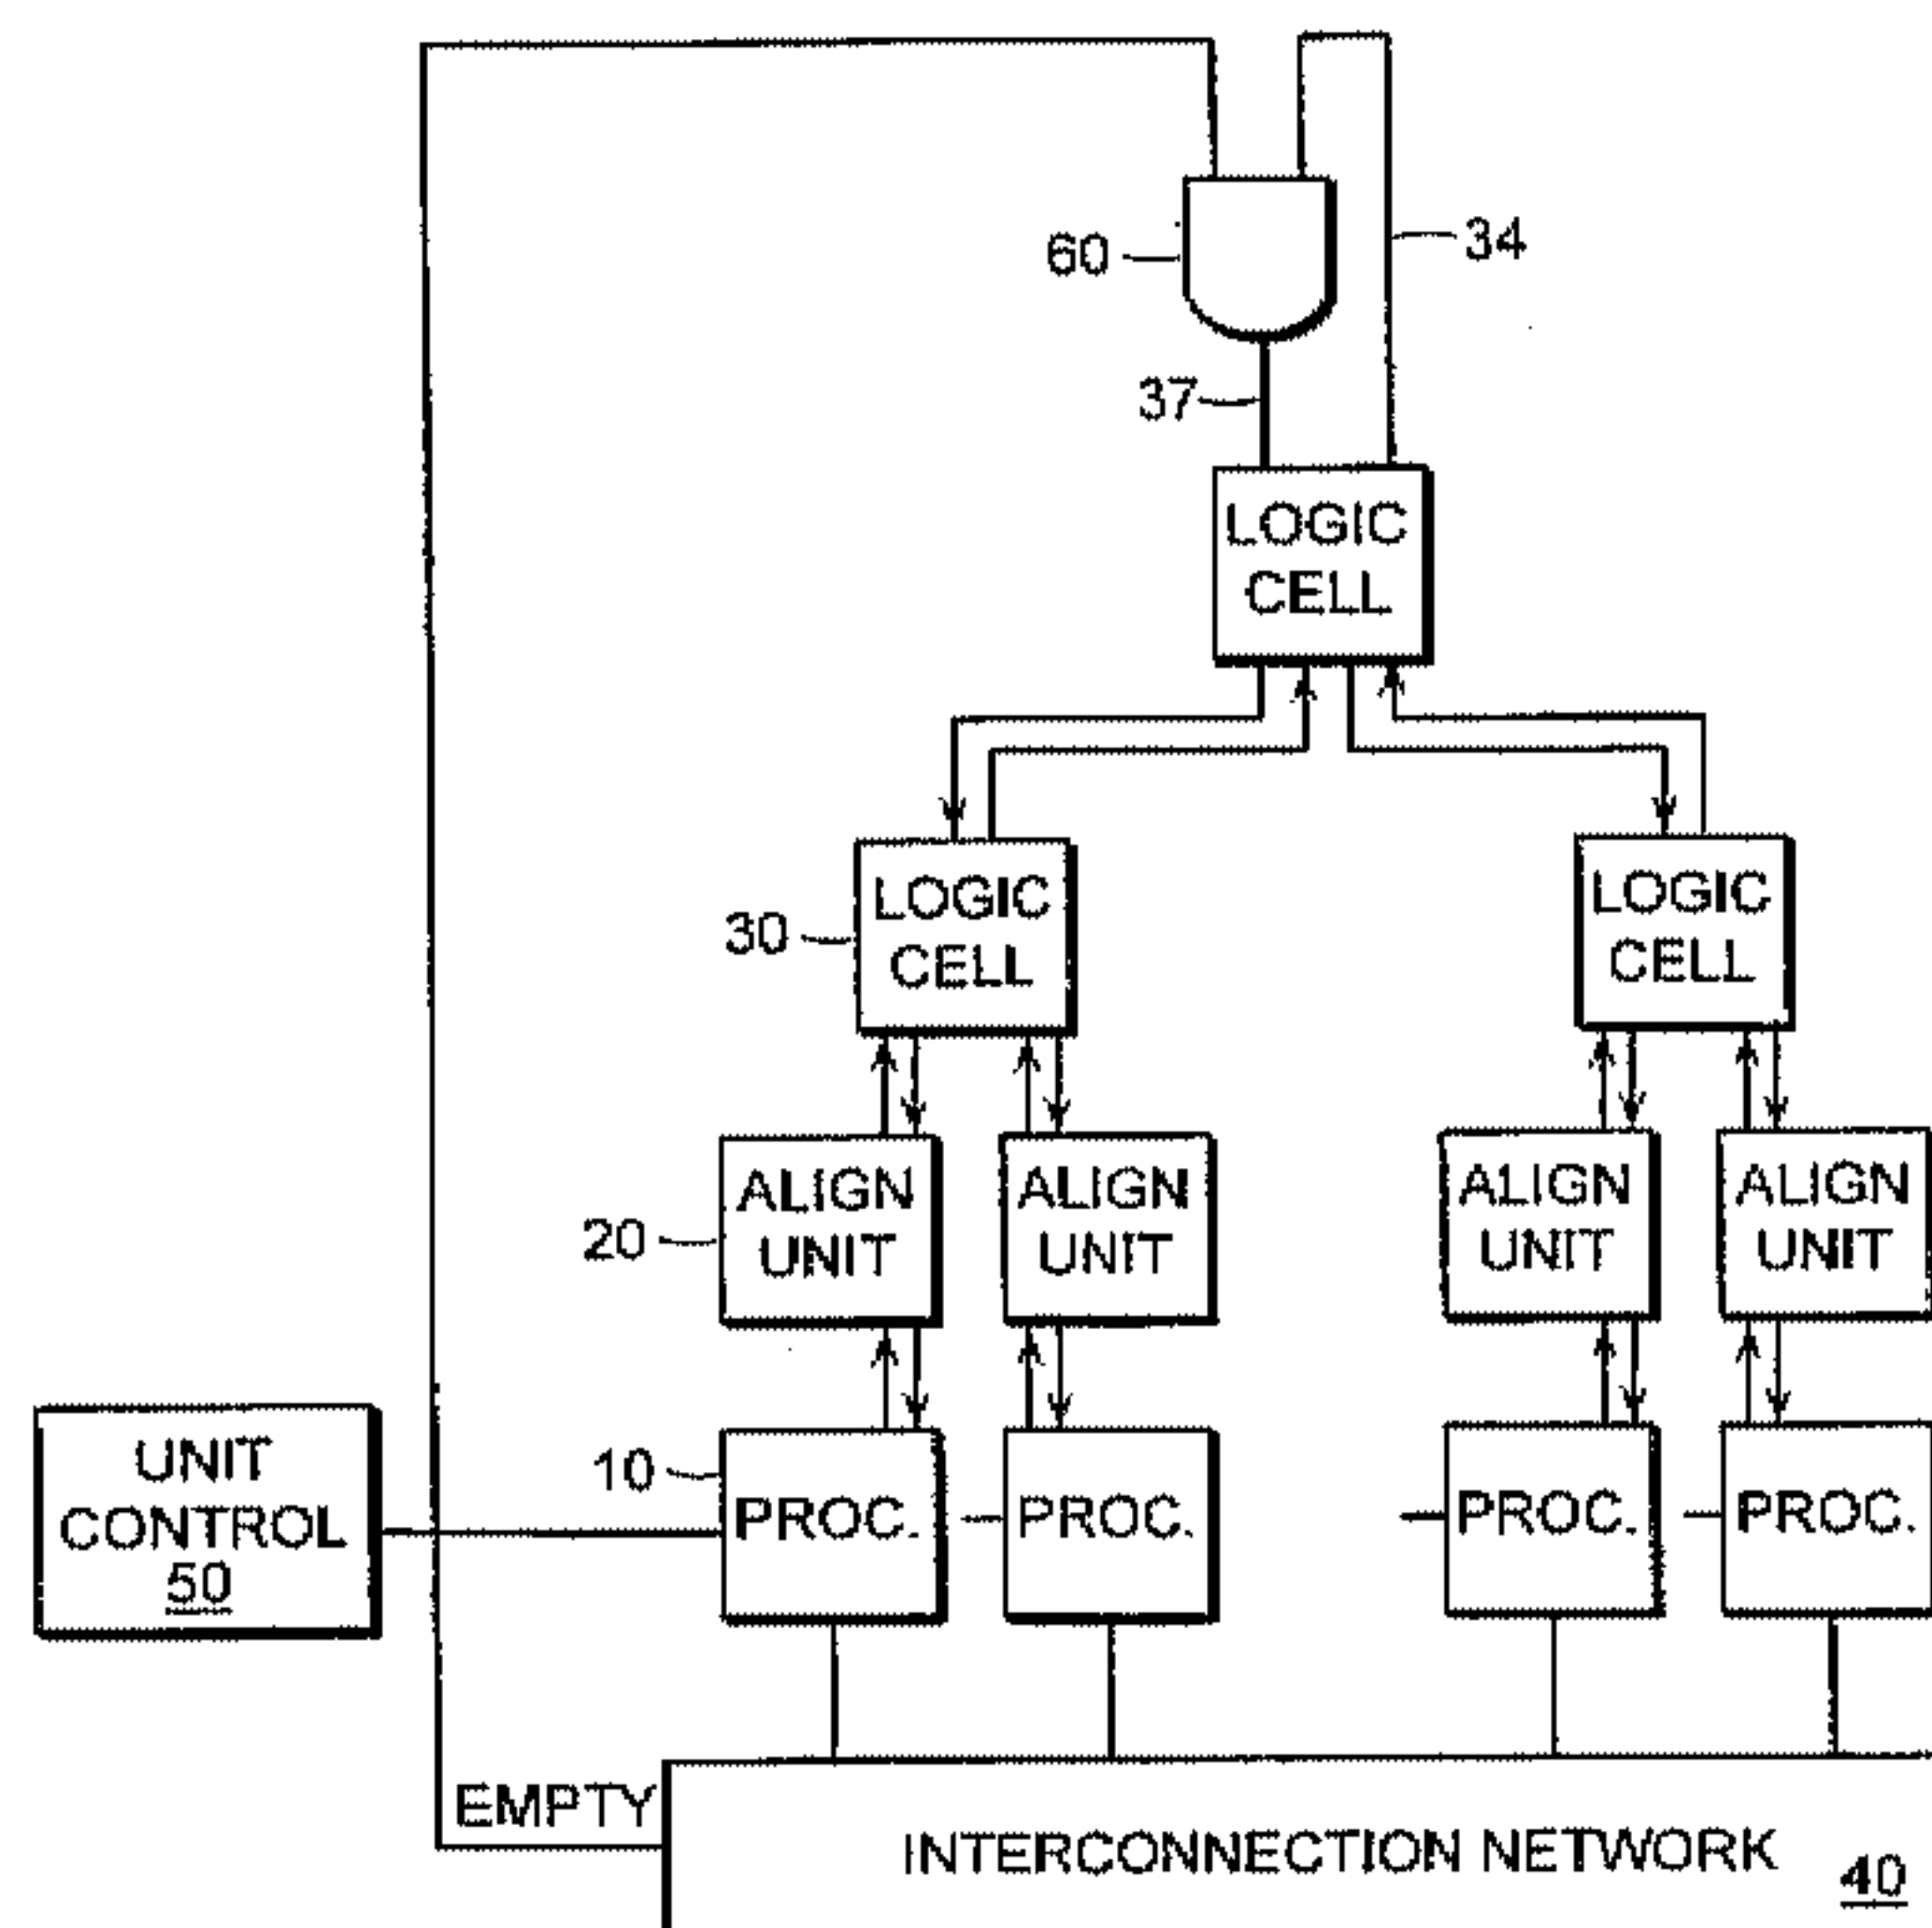 60
34
37
LOGIC
CELL
30
LOGIC
CELL
LOGIC
CELL
20
ALIGN
UNIT
ALIGN
UNIT
ALIGN
UNIT
ALIGN
UNIT
UNIT
CONTROL
50
10
PROC.
PROC.
PROC.
PROC.
EMPTY
INTERCONNECTION NETWORK
40